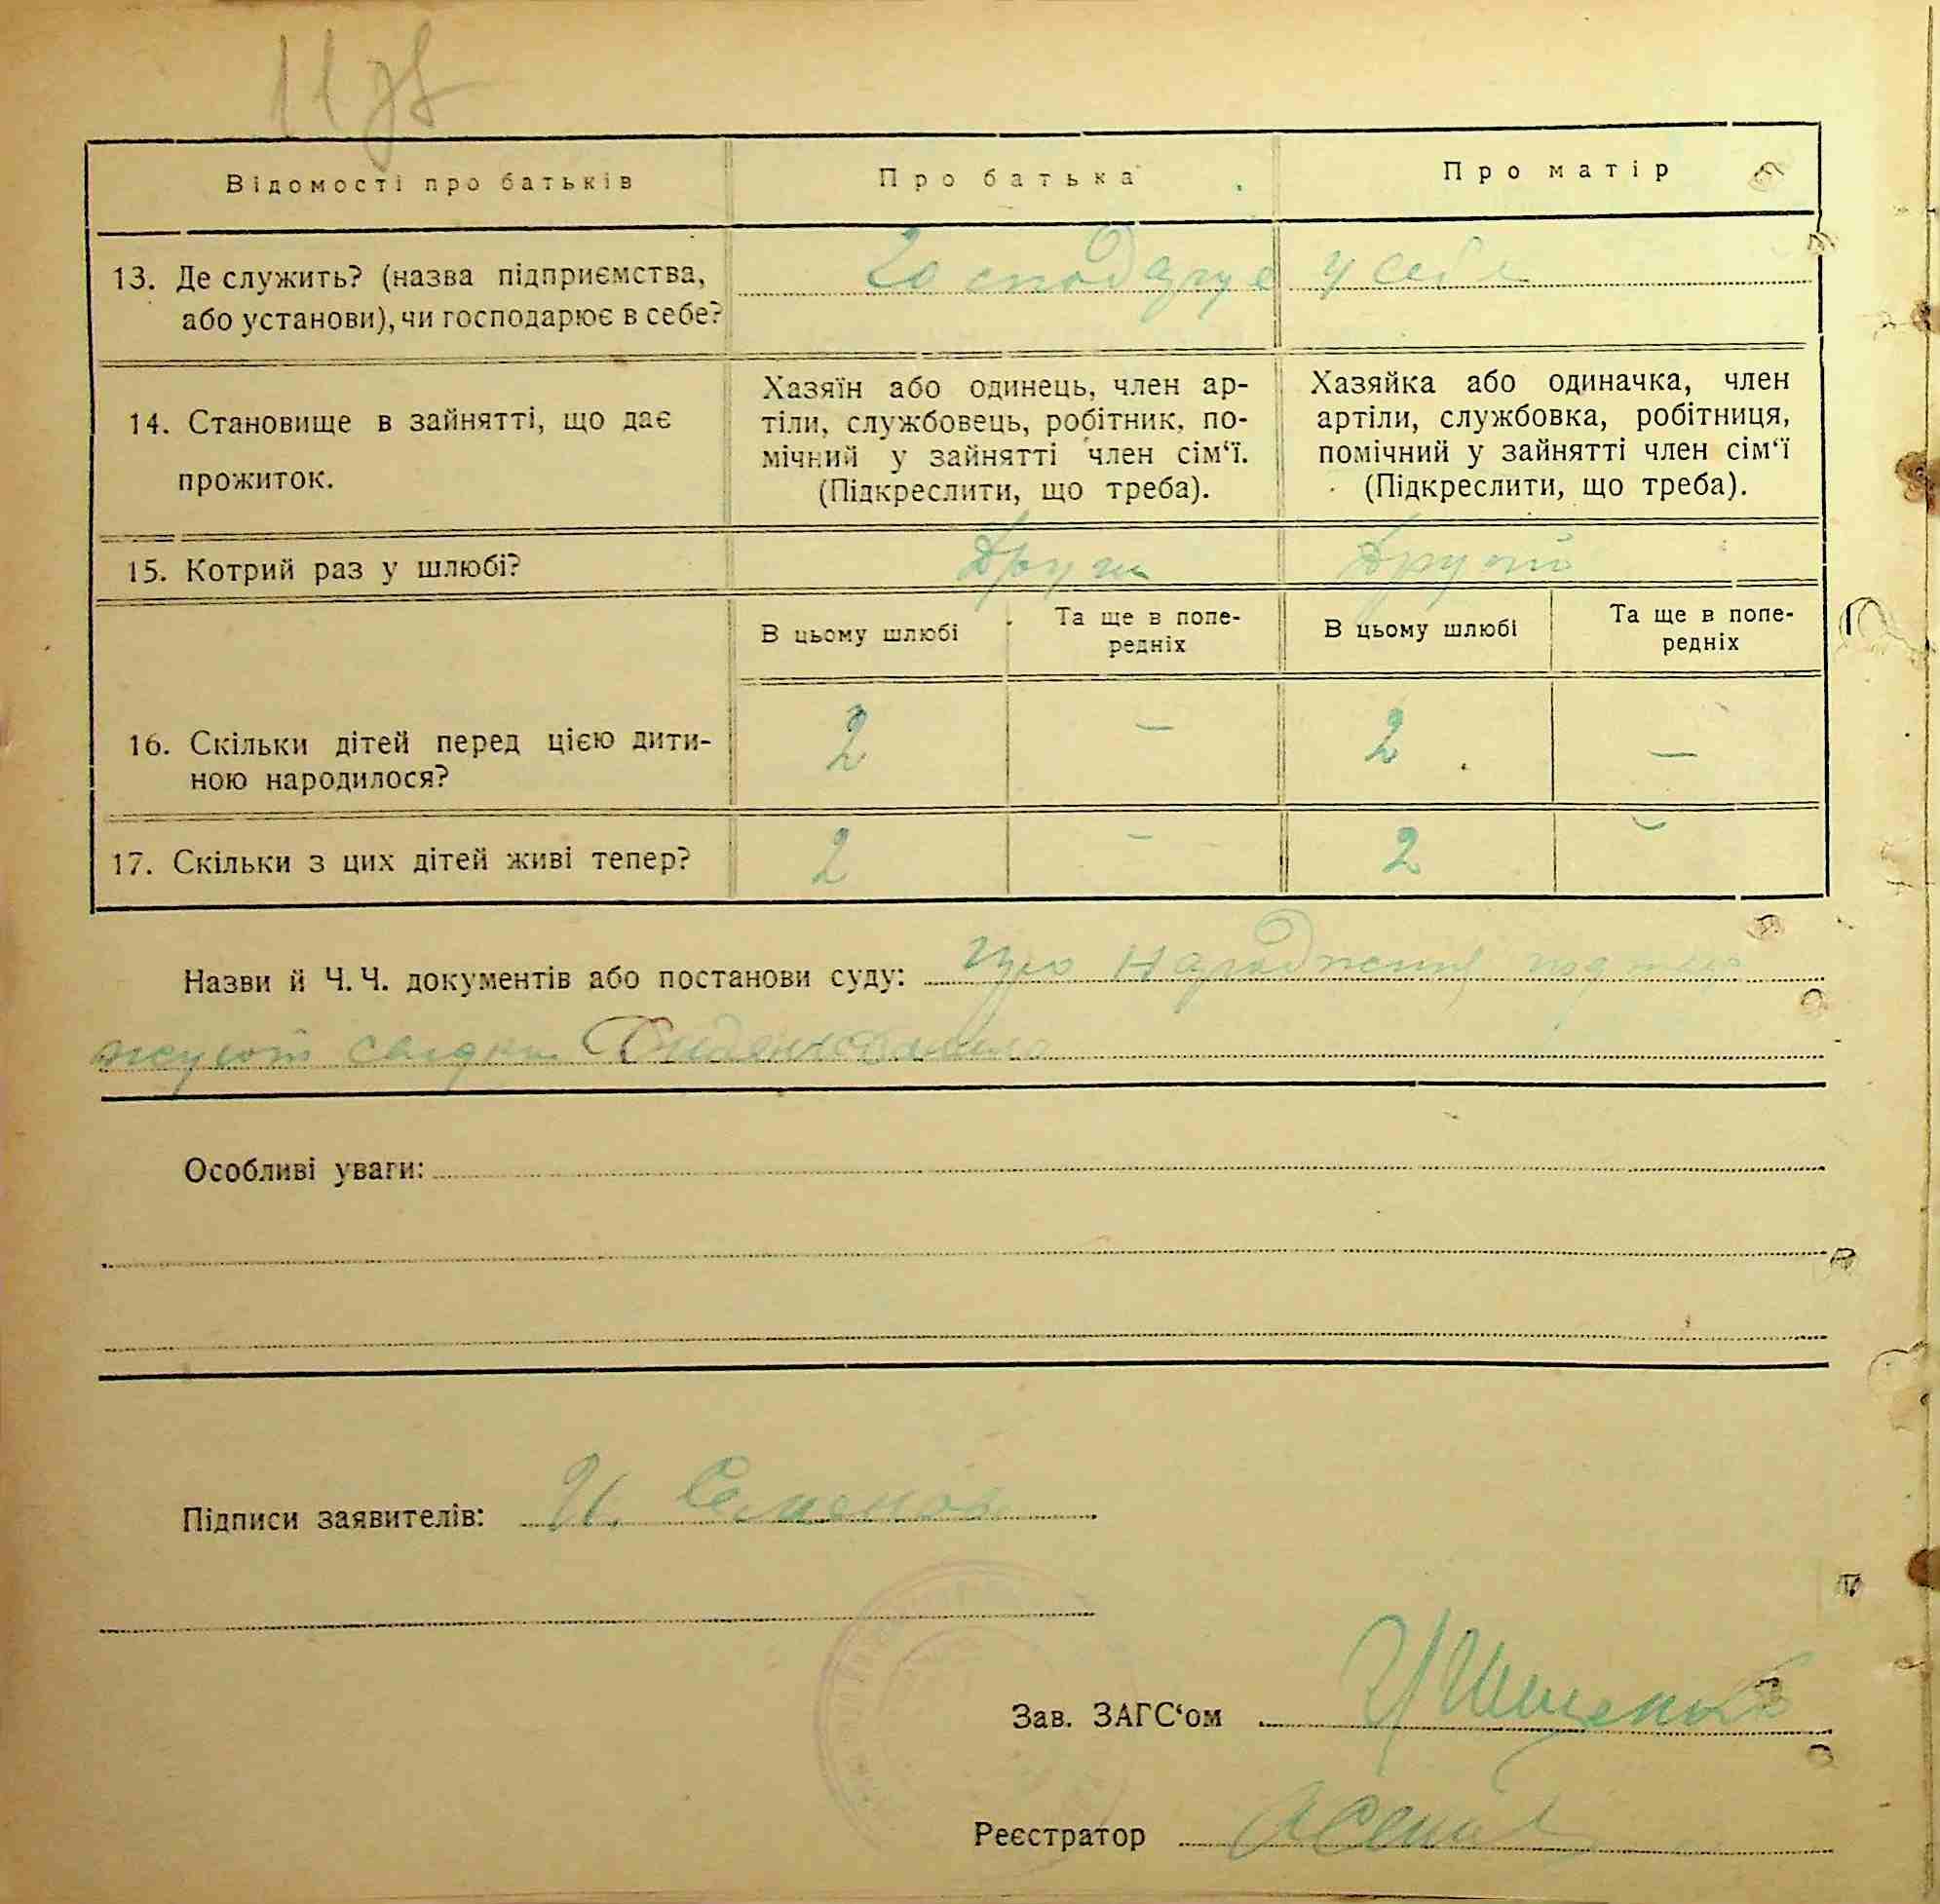 11 зв
Відомості про батьків
Про батька
Про матір
13. Де служить? (назва підприємства,
або установи), чи господарює в себе?
Господарує у себе
14. Становище в зайнятті, що дає
прожиток.
Хазяїн або одинець, член ар-
тіли, службовець, робітник, по-
мічний у зайнятті член сім‘ї.
(Підкреслити, що треба).
Хазяйка або одиначка, член
артіли, службовка, робітниця,
помічний у зайнятті член сім‘ї
(Підкреслити, що треба).
15. Котрий раз у шлюбі?
Други
Другий
В цьому шлюбі
Та ще в попе-
редніх
В цьому шлюбі
Та ще в попе-
редніх
16. Скільки дітей перед цією дити-
ною народилося?
2 — 2 —
17. Скільки з цих дітей живі тепер?
2 — 2 —
Назви й Ч. Ч. документів або постанови суду: народження
Особливі уваги:
Підписи заявителів: И. Семенов
Зав. ЗАГС‘ом
Реєстратор